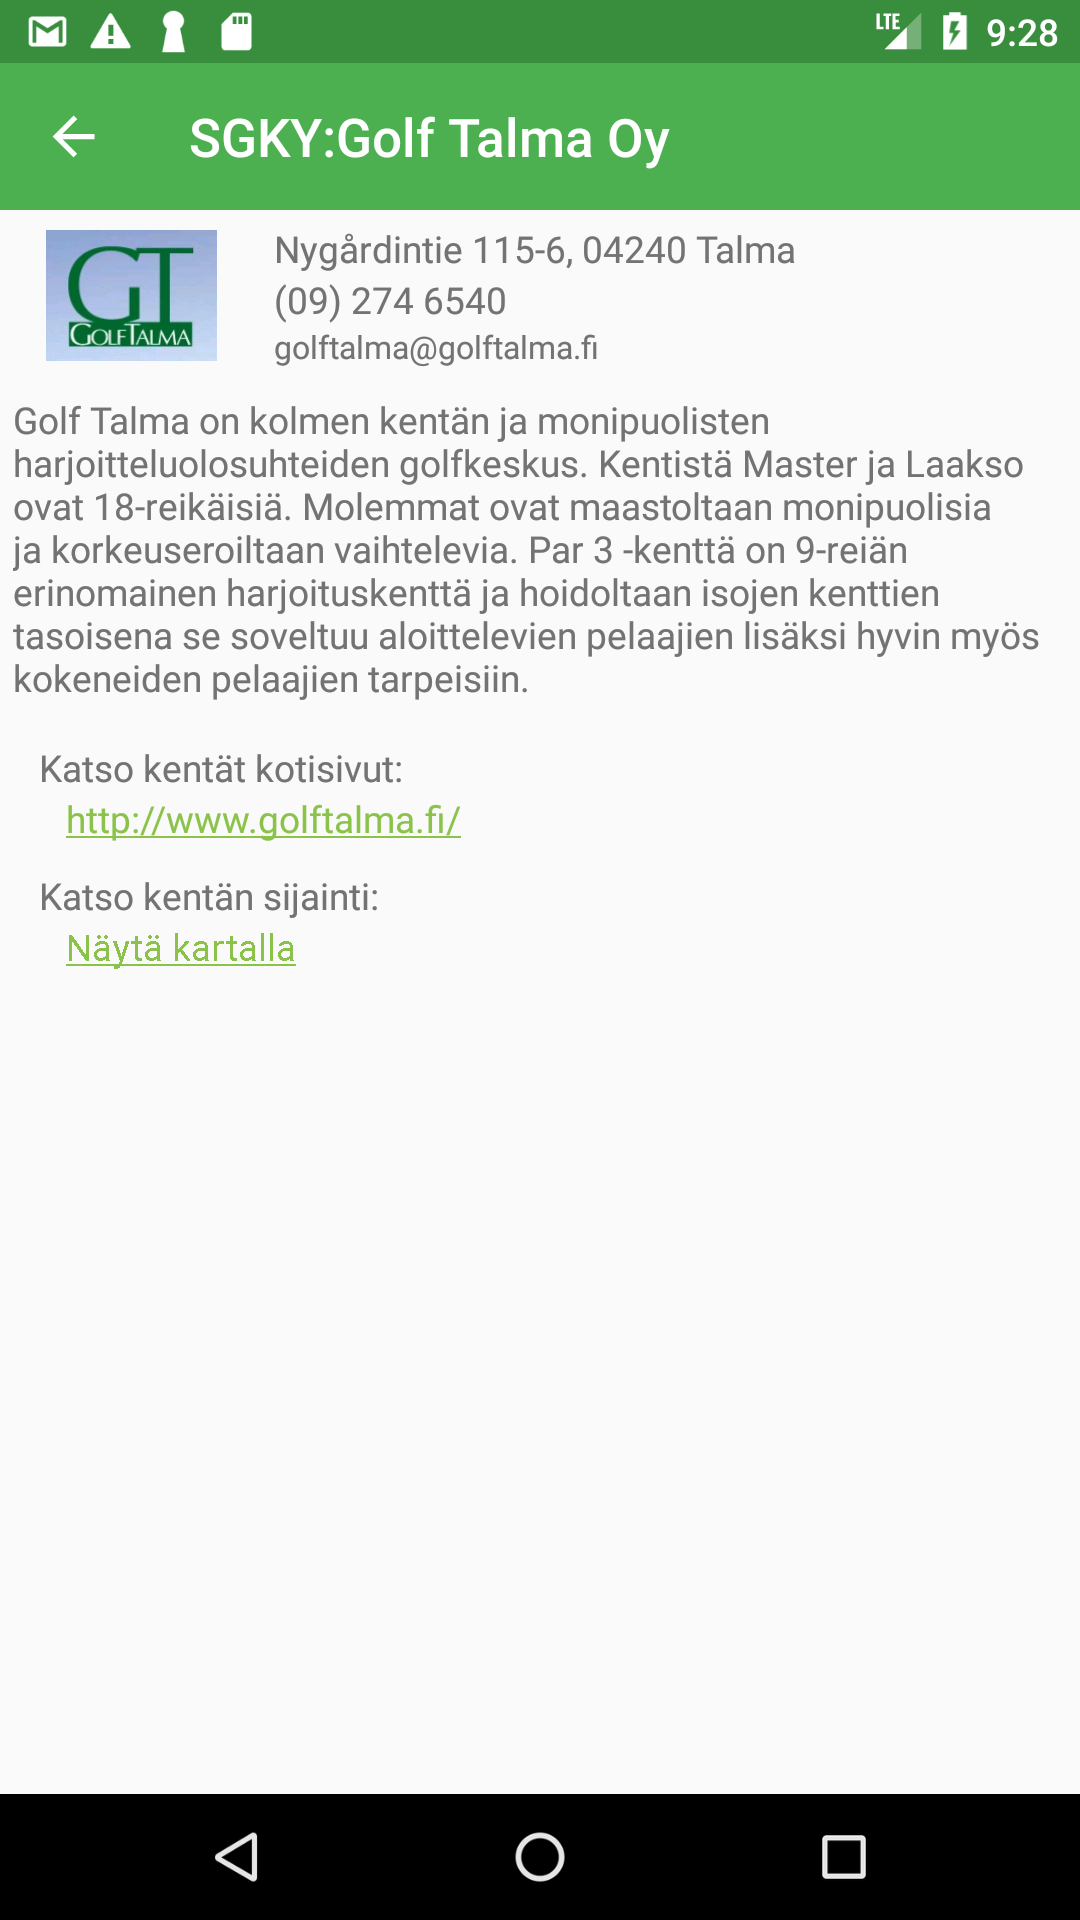 LTE 9:28
SGKY:Golf Talma Oy
GT
GOLFTALMA
Nygårdintie 115-6, 04240 Talma
(09) 274 6540
golftalma@golftalma.fi
Golf Talma on kolmen kentän ja monipuolisten
harjoitteluolosuhteiden golfkeskus. Kentistä Master ja Laakso
ovat 18-reikäisiä. Molemmat ovat maastoltaan monipuolisia
ja korkeuseroiltaan vaihtelevia. Par 3 -kenttä on 9-reiän
erinomainen harjoituskenttä ja hoidoltaan isojen kenttien
tasoisena se soveltuu aloittelevien pelaajien lisäksi hyvin myös
kokeneiden pelaajien tarpeisiin.
Katso kentät kotisivut:
http://www.golftalma.fi/
Katso kentän sijainti:
Näytä kartalla